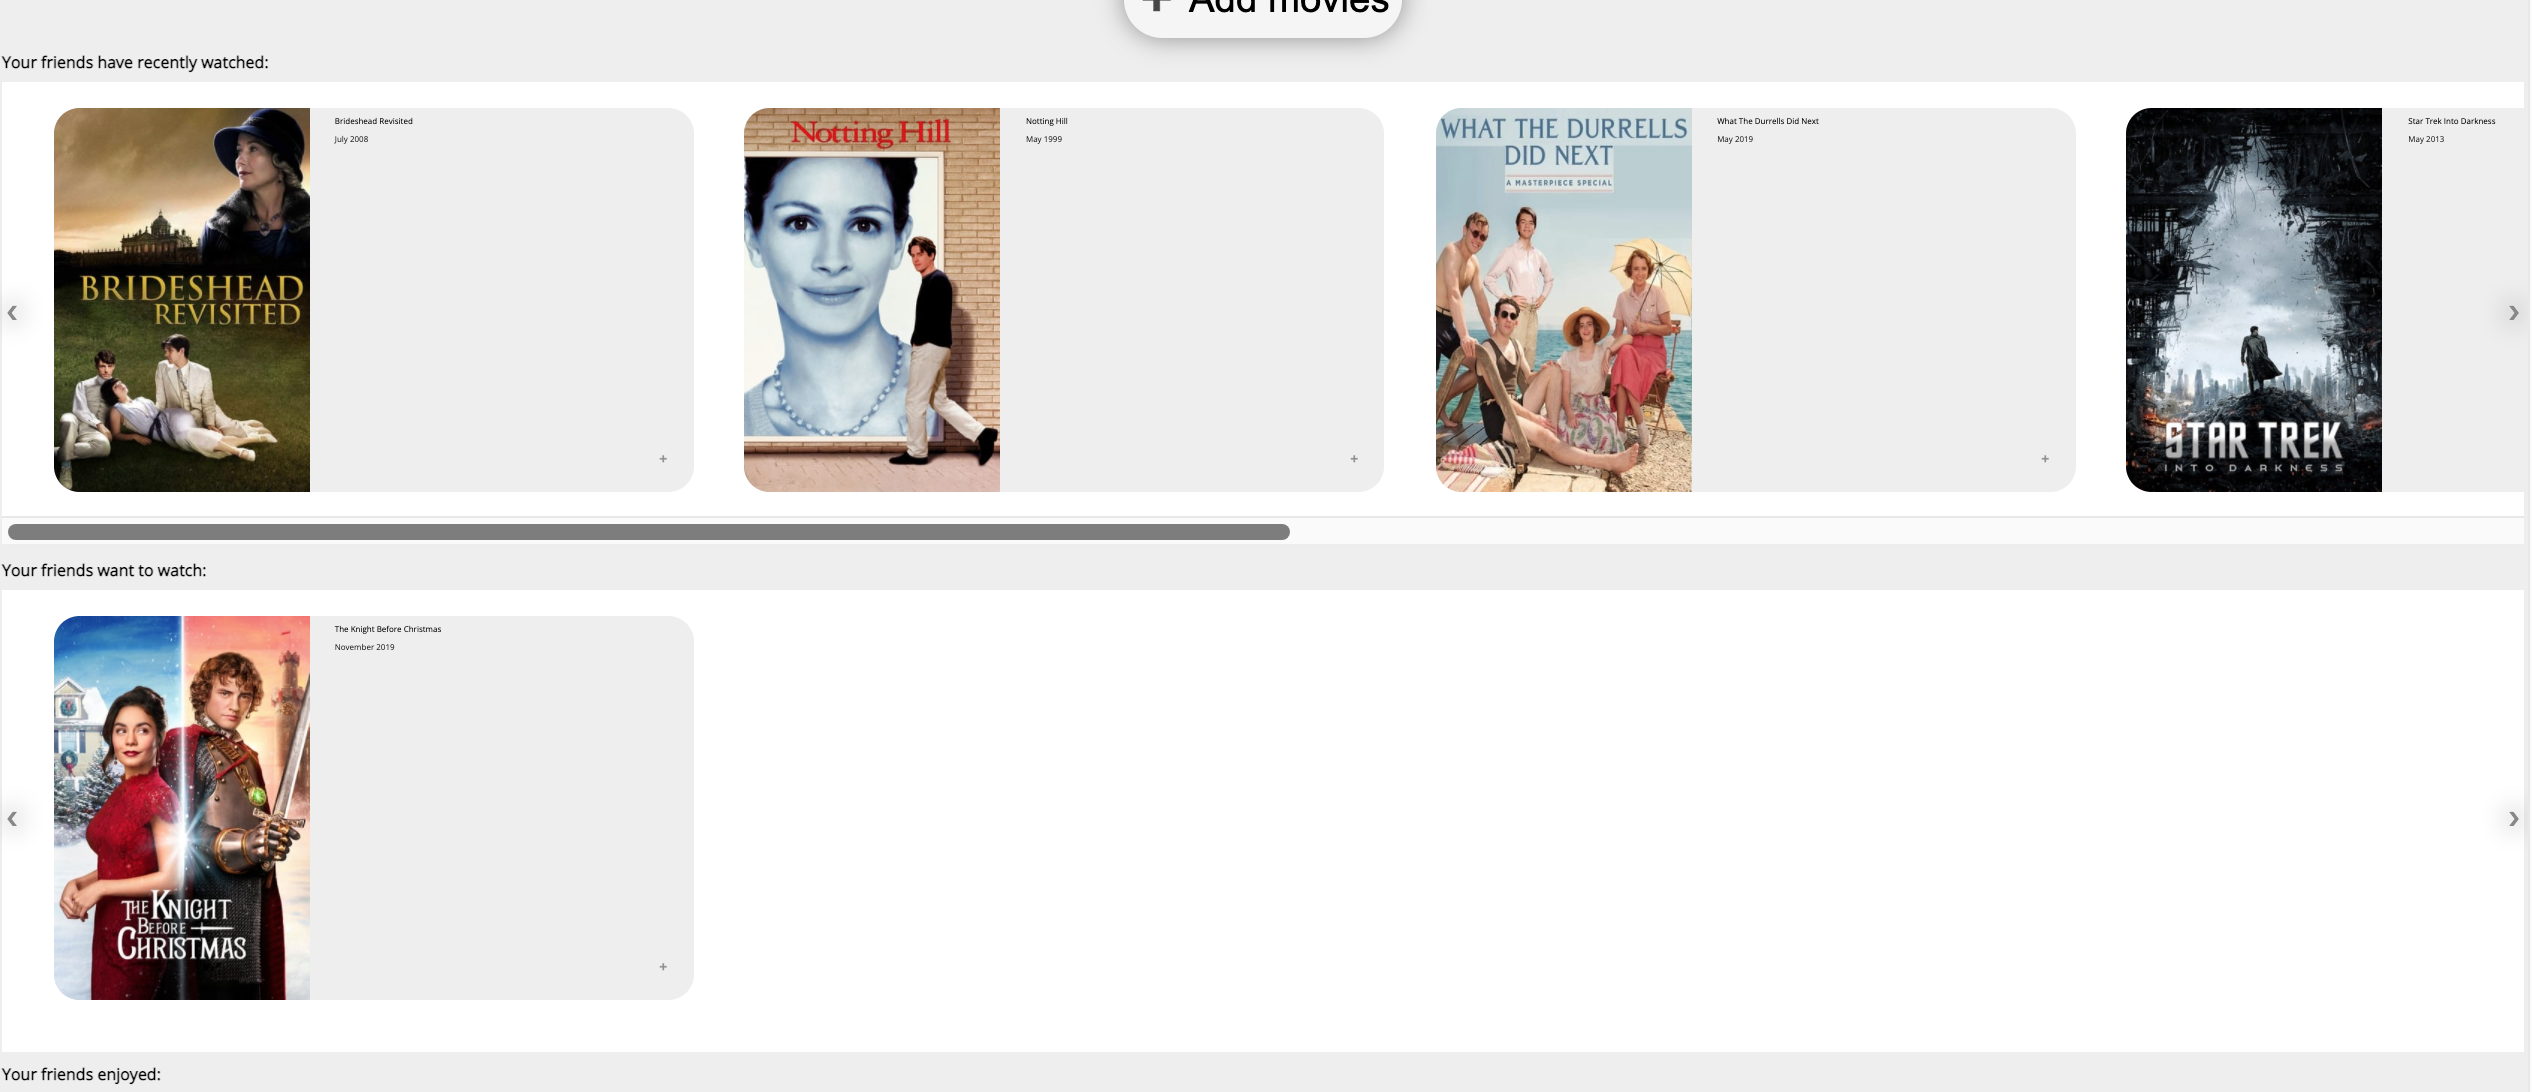 + Add movies
Your friends have recently watched:
BRIDESHEAD
REVISITED
Brideshead Revisited
July 2008
+
Notting Hill
Notting Hill
May 1999
+
WHAT THE DURRELLS
DID NEXT
A MASTERPIECE SPECIAL
What The Durrells Did Next
May 2019
+
STAR TREK
INTO DARKNESS
Star Trek Into Darkness
May 2013
Your friends want to watch:
THE KNIGHT
BEFORE
CHRISTMAS
The Knight Before Christmas
November 2019
+
Your friends enjoyed: